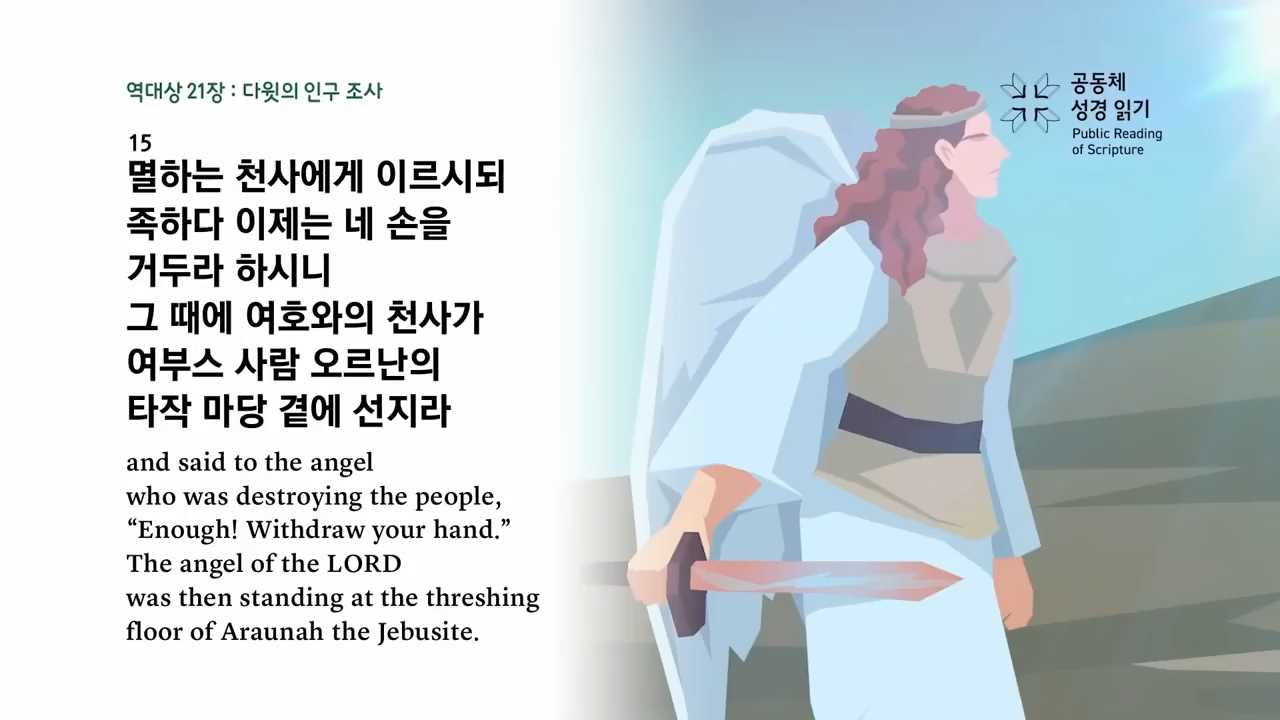 역대상 21장 : 다윗의 인구 조사
15
멸하는 천사에게 이르시되
족하다 이제는 네 손을
거두라 하시니
그 때에 여호와의 천사가
여부스 사람 오르난의
타작 마당 곁에 선지라
and said to the angel
who was destroying the people,
“Enough! Withdraw your hand.”
The angel of the LORD
was then standing at the threshing
floor of Araunah the Jebusite.
공동체
성경 읽기
Public Reading
of Scripture